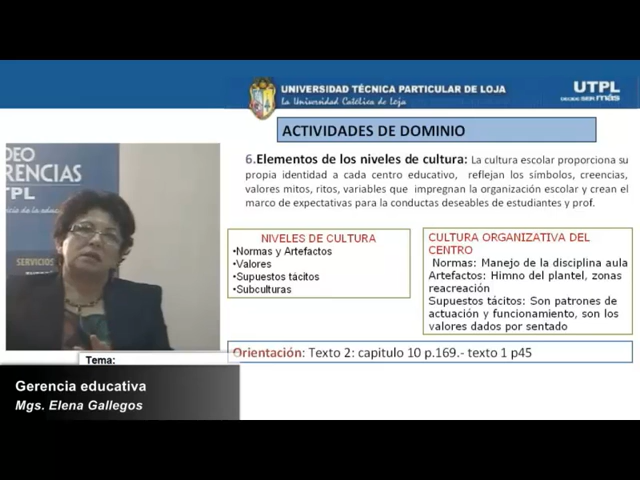 UNIVERSIDAD TÉCNICA PARTICULAR DE LOJA
La Universidad Católica de Loja
UTPL
ACTIVIDADES DE DOMINIO
6.Elementos de los niveles de cultura: La cultura escolar proporciona su
propia identidad a cada centro educativo, reflejan los símbolos, creencias,
valores mitos, ritos, variables que impregnan la organización escolar y crean el
marco de expectativas para la conductas deseables de estudiantes y prof.
NIVELES DE CULTURA
•Normas y Artefactos
•Valores
•Supuestos tácitos
•Subculturas
CULTURA ORGANIZATIVA DEL
CENTRO
Normas: Manejo de la disciplina aula
Artefactos: Himno del plantel, zonas
reacreación
Supuestos tácitos: Son patrones de
actuación y funcionamiento, son los
valores dados por sentado
Orientación: Texto 2: capitulo 10 p.169.- texto 1 p45
SERVICIOS
Tema:
Gerencia educativa
Mgs. Elena Gallegos